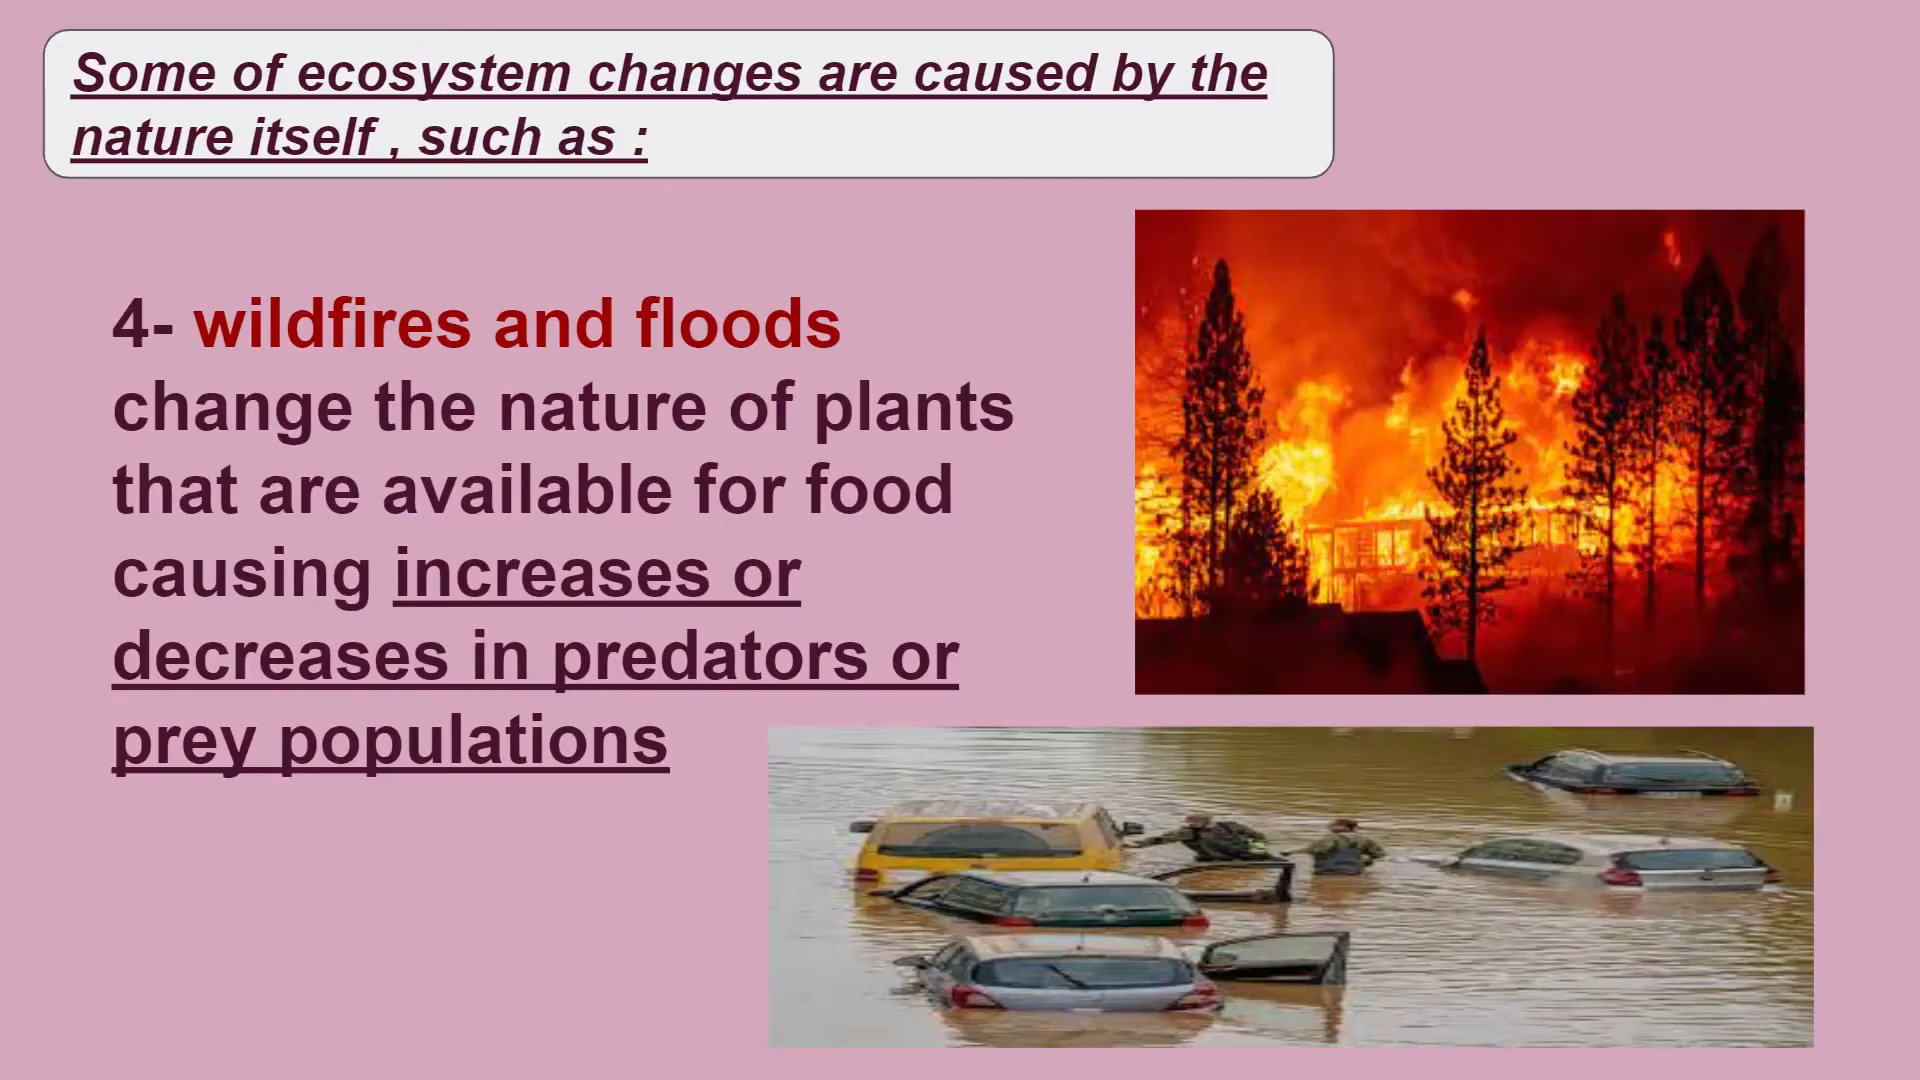 Some of ecosystem changes are caused by the
nature itself , such as :
4- wildfires and floods
change the nature of plants
that are available for food
causing increases or
decreases in predators or
prey populations